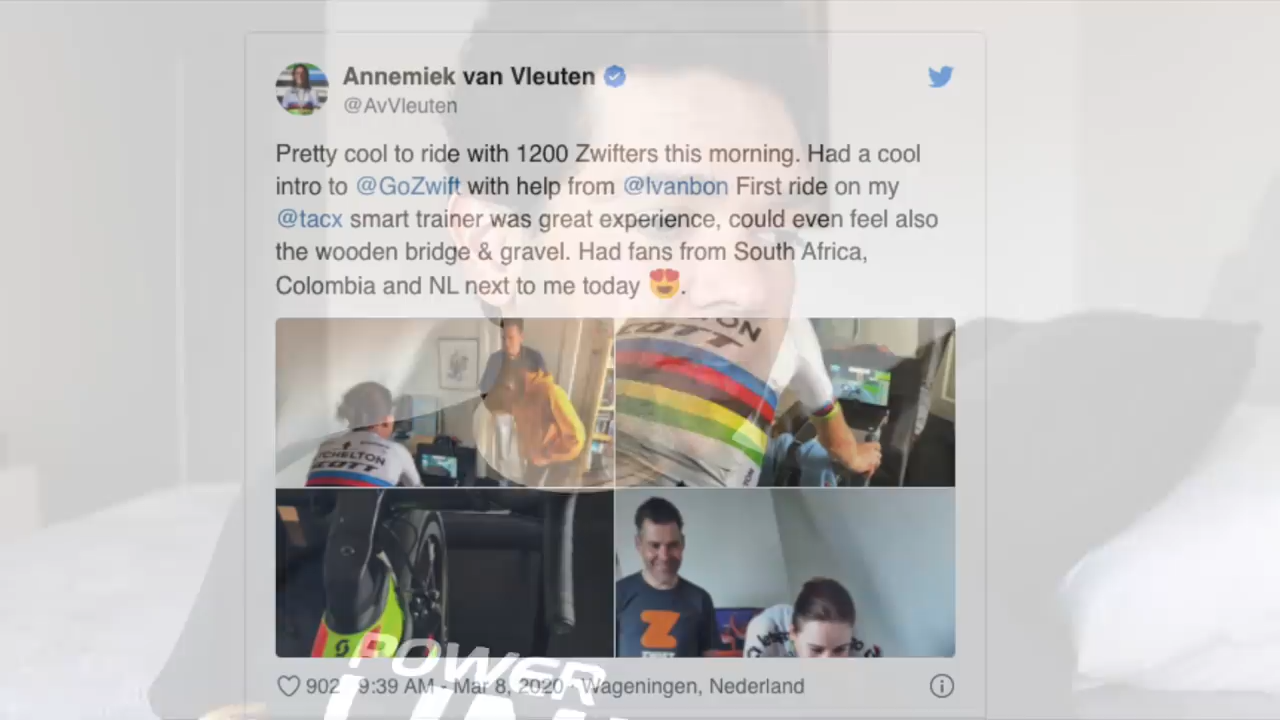 Annemiek van Vleuten
@AvVleuten
Pretty cool to ride with 1200 Zwifters this morning. Had a cool
intro to @GoZwift with help from @Ivanbon First ride on my
@tacx smart trainer was great experience, could even feel also
the wooden bridge & gravel. Had fans from South Africa,
Colombia and NL next to me today 😍.
SCOTT
Z
POWER
902 9:39 AM - Mar 8, 2020 · Wageningen, Nederland